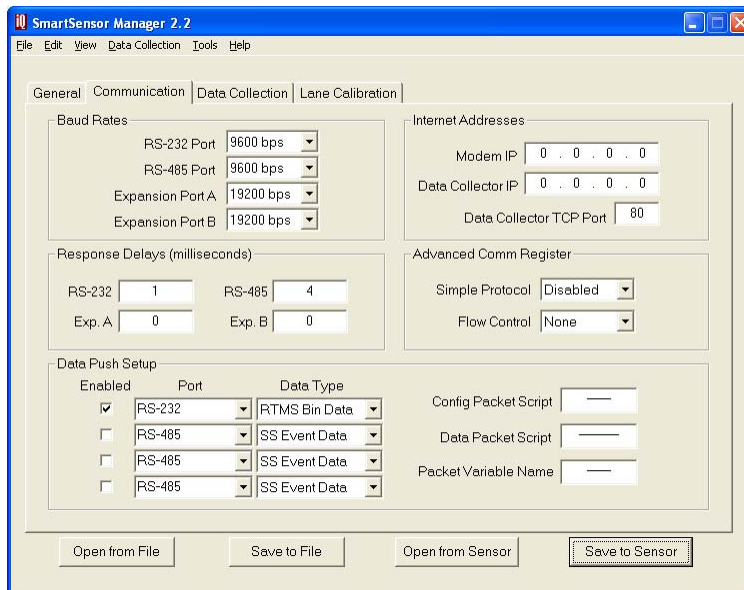 iQ SmartSensor Manager 2.2
File Edit View Data Collection Tools Help
General Communication Data Collection Lane Calibration
Baud Rates
RS-232 Port 9600 bps
RS-485 Port 9600 bps
Expansion Port A 19200 bps
Expansion Port B 19200 bps
Internet Addresses
Modem IP 0 . 0 . 0 . 0
Data Collector IP 0 . 0 . 0 . 0
Data Collector TCP Port 80
Response Delays (milliseconds)
RS-232 1 RS-485 4
Exp. A 0 Exp. B 0
Advanced Comm Register
Simple Protocol Disabled
Flow Control None
Data Push Setup
Enabled Port Data Type
RS-232 RTMS Bin Data
RS-485 SS Event Data
RS-485 SS Event Data
RS-485 SS Event Data
Config Packet Script ----
Data Packet Script -----
Packet Variable Name ----
Open from File Save to File Open from Sensor Save to Sensor